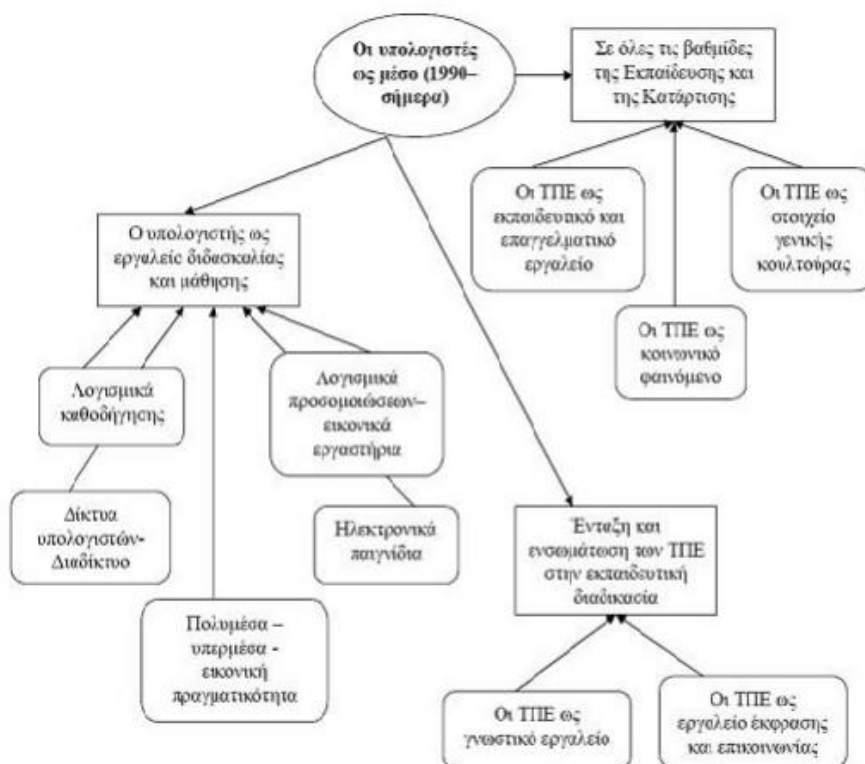 Οι υπολογιστές
ως μέσο (1990–
σήμερα)
Σε όλες τις βαθμίδες
της Εκπαίδευσης και
της Κατάρτισης
Οι ΤΠΕ ως
εκπαιδευτικό και
επαγγελματικό
εργαλείο
Οι ΤΠΕ ως
στοιχείο
γενικής
κουλτούρας
Οι ΤΠΕ ως
κοινωνικό
φαινόμενο
Ο υπολογιστής ως
εργαλείο διδασκαλίας
και μάθησης
Λογισμικά
καθοδήγησης
Λογισμικά
προσομοιώσεων–
εικονικά
εργαστήρια
Δίκτυα
υπολογιστών-
Διαδίκτυο
Ηλεκτρονικά
παιγνίδια
Πολυμέσα –
υπερμέσα -
εικονική
πραγματικότητα
Ένταξη και
ενσωμάτωση των ΤΠΕ
στην εκπαιδευτική
διαδικασία
Οι ΤΠΕ ως
γνωστικό εργαλείο
Οι ΤΠΕ ως
εργαλείο έκφρασης
και επικοινωνίας